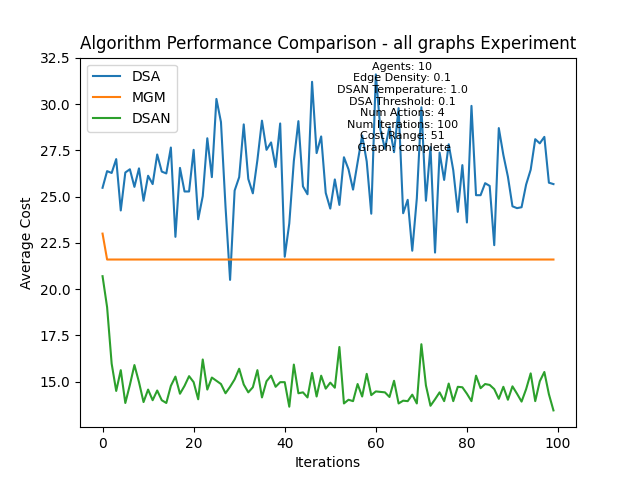 Algorithm Performance Comparison - all graphs Experiment
DSA
MGM
DSAN
Agents: 10
Edge Density: 0.1
DSAN Temperature: 1.0
DSA Threshold: 0.1
Num Actions: 4
Num Iterations: 100
Cost Range: 51
Graph: complete
Average Cost
32.5
30.0
27.5
25.0
22.5
20.0
17.5
15.0
0 20 40 60 80 100
Iterations